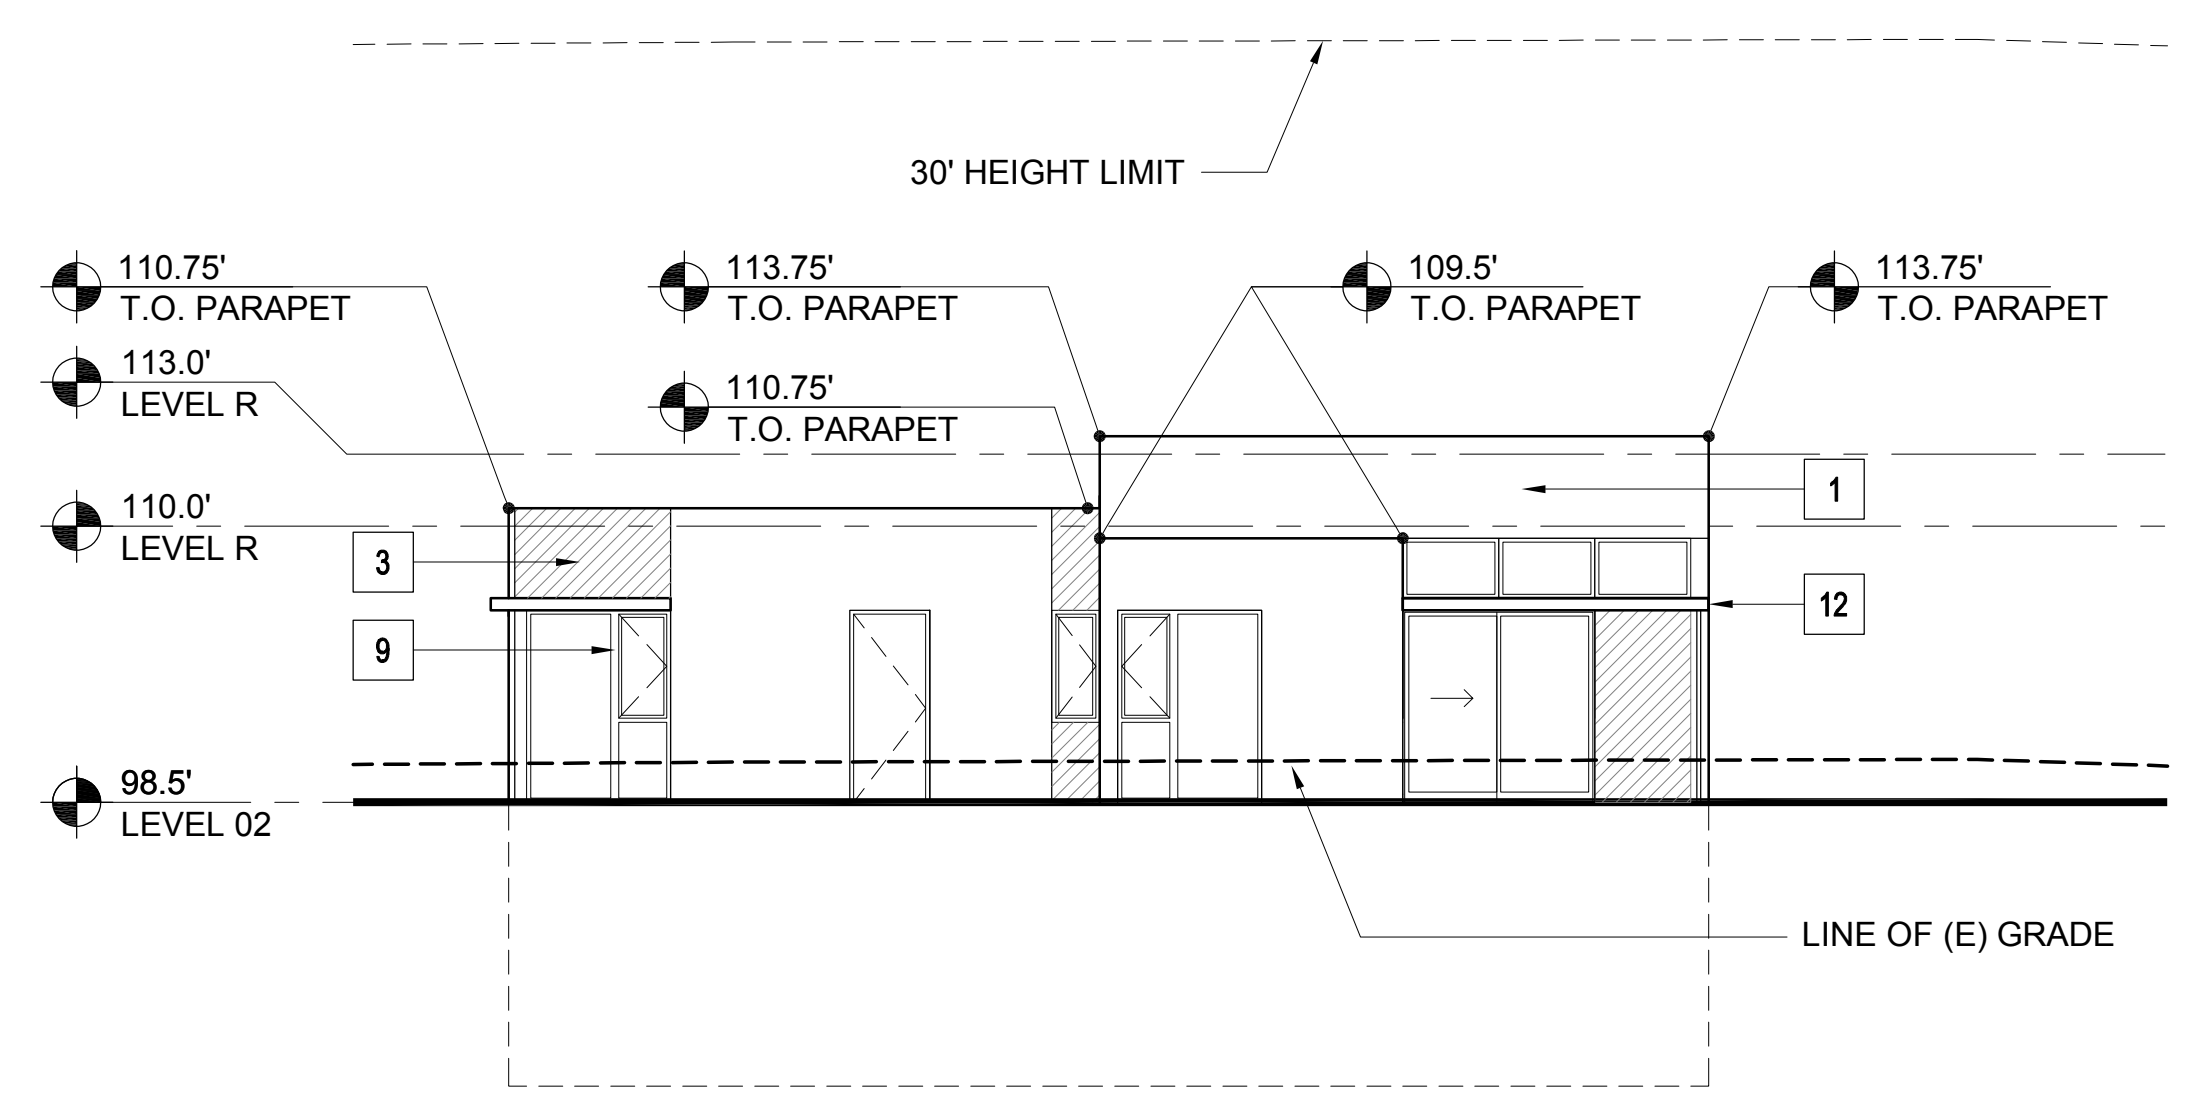 30' HEIGHT LIMIT
110.75'
T.O. PARAPET
113.75'
T.O. PARAPET
109.5'
T.O. PARAPET
113.75'
T.O. PARAPET
113.0'
LEVEL R
110.75'
T.O. PARAPET
1
110.0'
LEVEL R
3
12
9
98.5'
LEVEL 02
LINE OF (E) GRADE